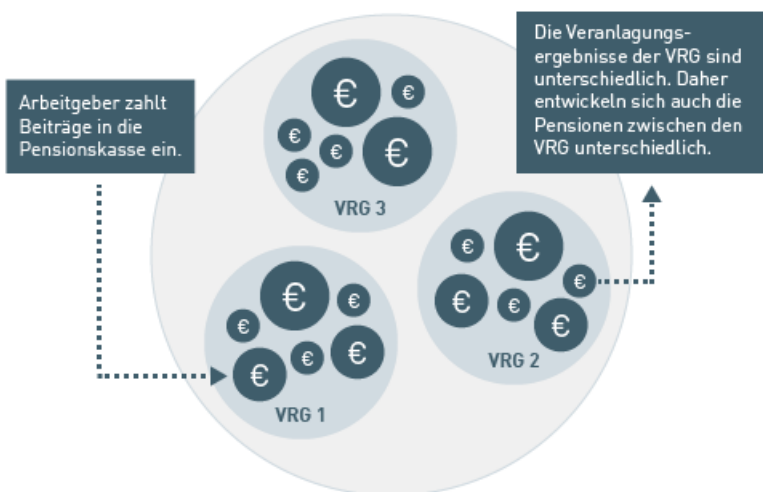 Arbeitgeber zahlt
Beiträge in die
Pensionskasse ein.
Die Veranlagungs-
ergebnisse der VRG sind
unterschiedlich. Daher
entwickeln sich auch die
Pensionen zwischen den
VRG unterschiedlich.
€ €
€ € €
€
VRG 3
€ €
€ €
€ €
€
VRG 2
€ €
€
€ €
€
VRG 1